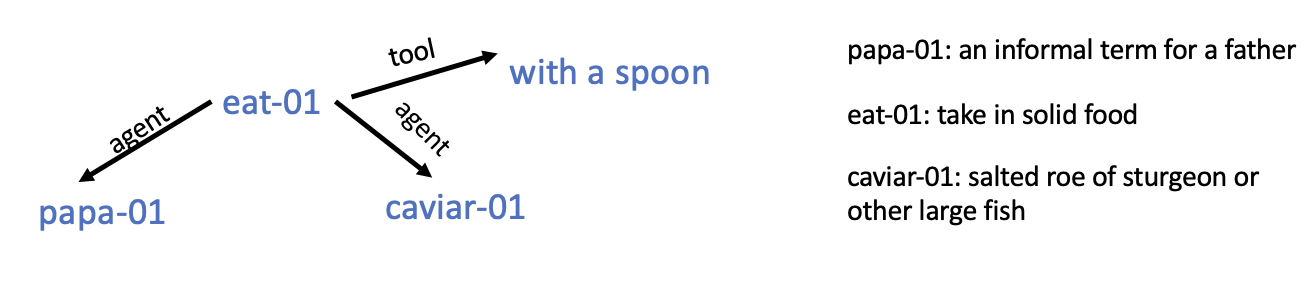 tool
with a spoon
eat-01
agent
agent
papa-01
caviar-01
papa-01: an informal term for a father
eat-01: take in solid food
caviar-01: salted roe of sturgeon or
other large fish